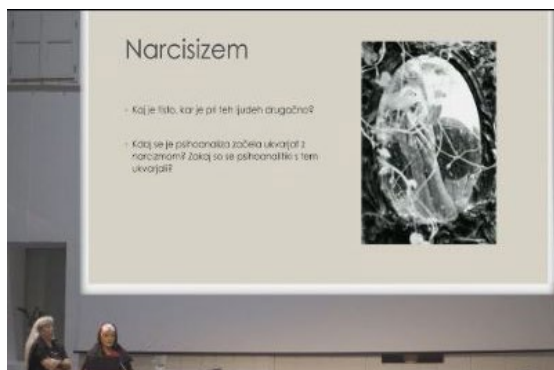 Narcisizem
- Kaj je tisto, kar je pri teh ljudeh drugačno?
- Kdaj se je psihoanaliza začela ukvarjat z
narcizmom? Zakaj so se psihoanalitiki s tem
ukvarjali?